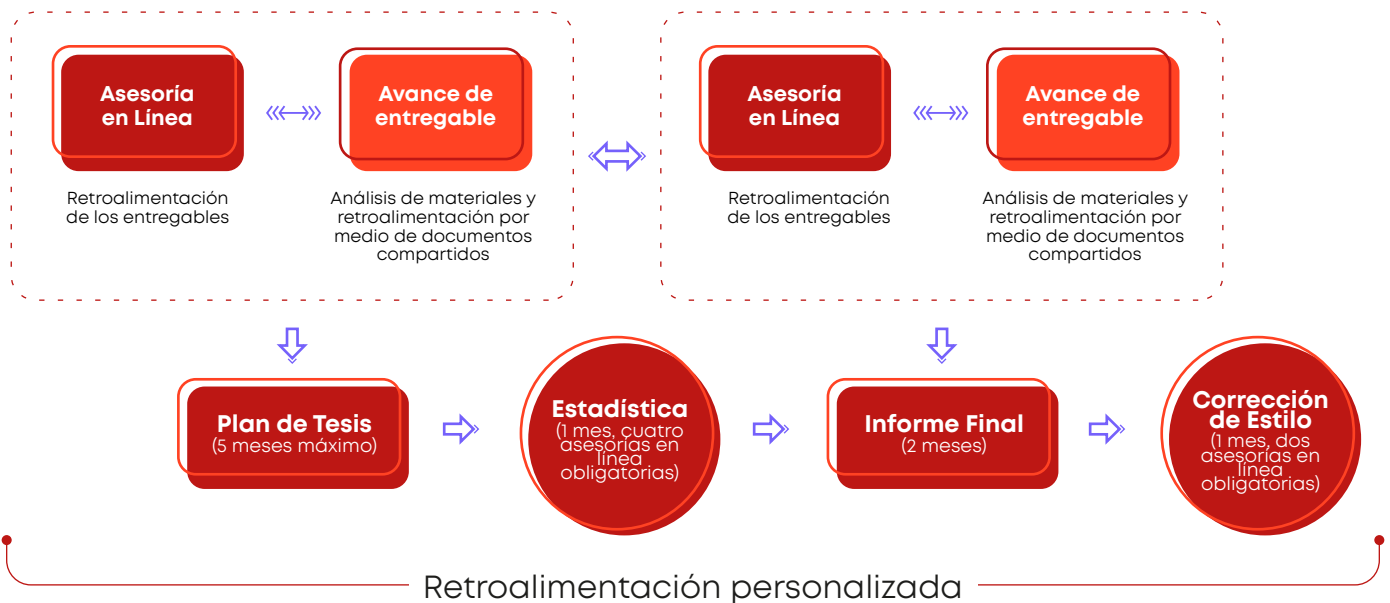 Asesoría
en Línea
Retroalimentación
de los entregables
Avance de
entregable
Análisis de materiales y
retroalimentación por
medio de documentos
compartidos
Asesoría
en Línea
Retroalimentación
de los entregables
Avance de
entregable
Análisis de materiales y
retroalimentación por
medio de documentos
compartidos
Plan de Tesis
(5 meses máximo)
Estadística
(1 mes, cuatro
asesorías en
línea
obligatorias)
Informe Final
(2 meses)
Corrección
de Estilo
(1 mes, dos
asesorías en
línea
obligatorias)
Retroalimentación personalizada